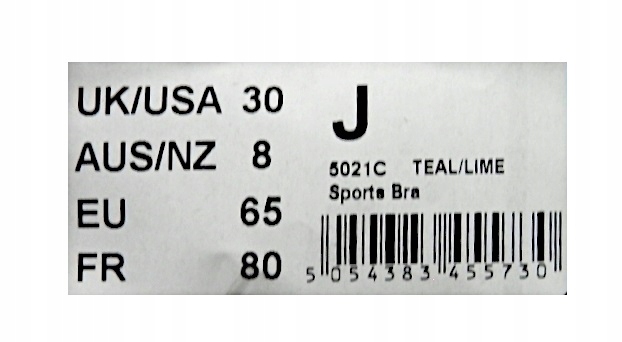 UK/USA 30
AUS/NZ 8
EU 65
FR 80
J
5021C TEAL/LIME
Sports Bra
5 054383 455730